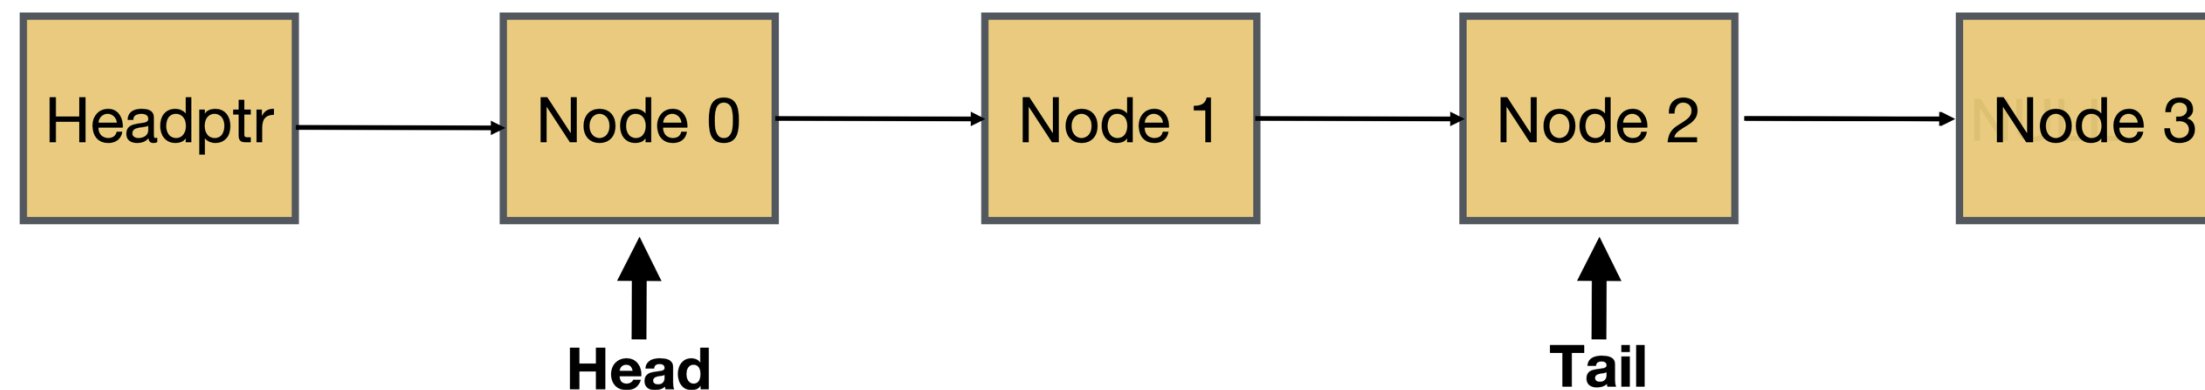 Headptr
Node 0
Node 1
Node 2
Node 3
Head
Tail